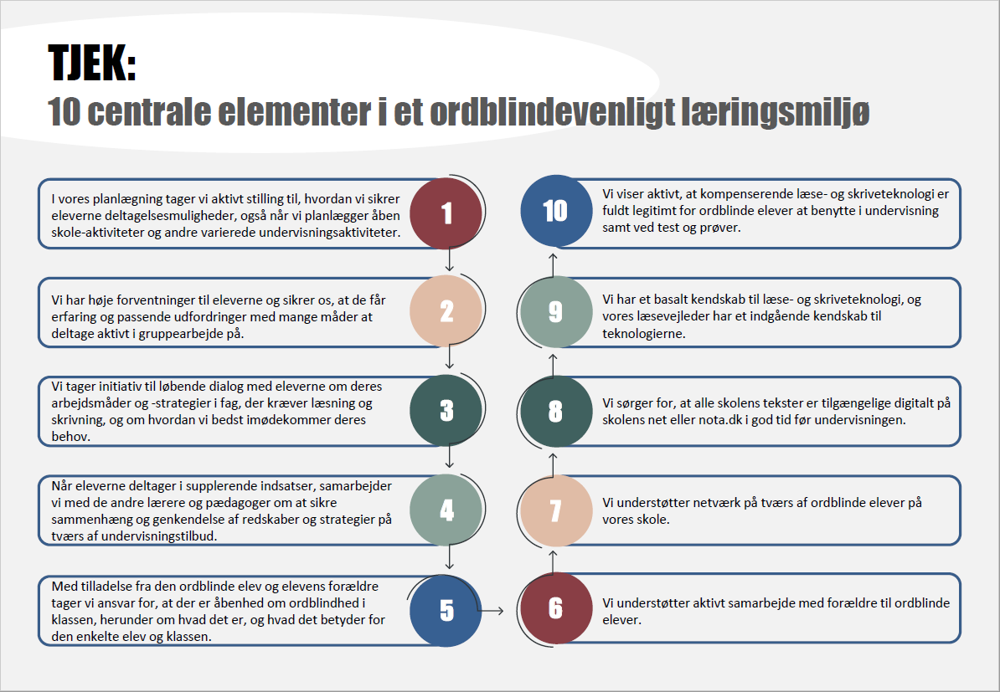 TJEK:
10 centrale elementer i et ordblindevenligt læringsmiljø
I vores planlægning tager vi aktivt stilling til, hvordan vi sikrer
eleverne deltagelsesmuligheder, også når vi planlægger åben
skole-aktiviteter og andre varierede undervisningsaktiviteter.
1
Vi har høje forventninger til eleverne og sikrer os, at de får
erfaring og passende udfordringer med mange måder at
deltage aktivt i gruppearbejde på.
2
Vi tager initiativ til løbende dialog med eleverne om deres
arbejdsmåder og -strategier i fag, der kræver læsning og
skrivning, og om hvordan vi bedst imødekommer deres
behov.
3
Når eleverne deltager i supplerende indsatser, samarbejder
vi med de andre lærere og pædagoger om at sikre
sammenhæng og genkendelse af redskaber og strategier på
tværs af undervisningstilbud.
4
Med tilladelse fra den ordblinde elev og elevens forældre
tager vi ansvar for, at der er åbenhed om ordblindhed i
klassen, herunder om hvad det er, og hvad det betyder for
den enkelte elev og klassen.
5
6
Vi understøtter aktivt samarbejde med forældre til ordblinde
elever.
7
Vi understøtter netværk på tværs af ordblinde elever på
vores skole.
8
Vi sørger for, at alle skolens tekster er tilgængelige digitalt på
skolens net eller nota.dk i god tid før undervisningen.
9
Vi har et basalt kendskab til læse- og skriveteknologi, og
vores læsevejleder har et indgående kendskab til
teknologierne.
10
Vi viser aktivt, at kompenserende læse- og skriveteknologi er
fuldt legitimt for ordblinde elever at benytte i undervisning
samt ved test og prøver.